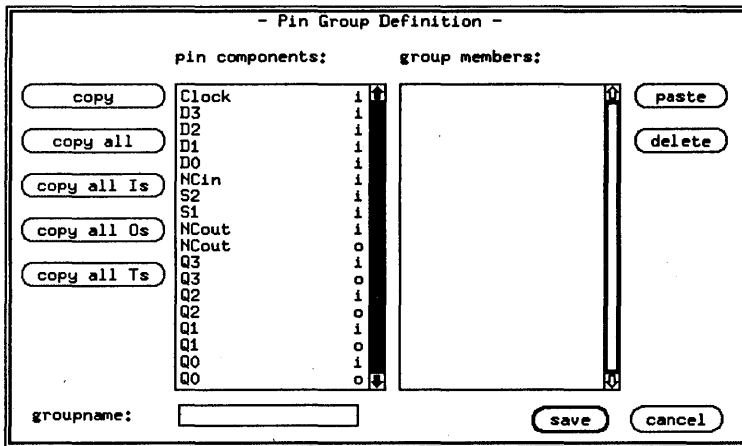 - Pin Group Definition -
pin components: group members:
copy
copy all
copy all Is
copy all Os
copy all Ts
Clock i
D3 i
D2 i
D1 i
D0 i
NCin i
S2 i
S1 i
NCout i
NCout o
Q3 i
Q3 o
Q2 i
Q2 o
Q1 i
Q1 o
Q0 i
Q0 o
paste
delete
groupname:
save cancel